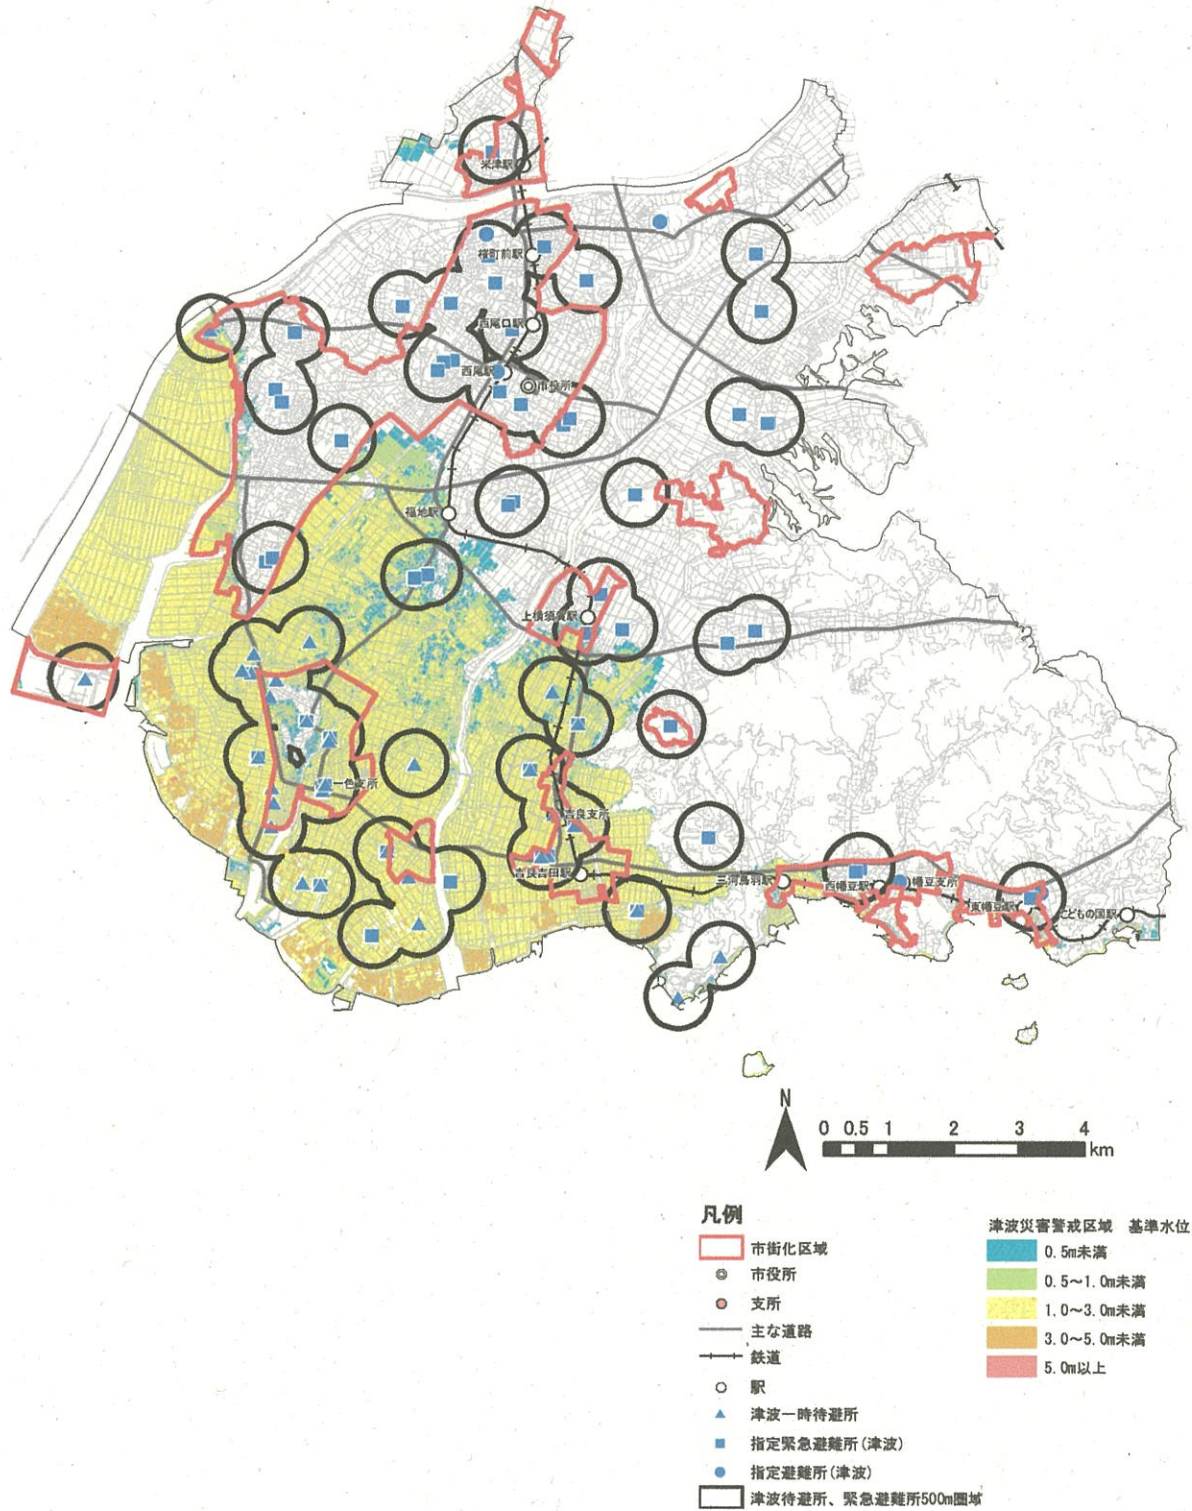 米津駅
桜町前駅
西尾口駅
西尾駅
市役所
福地駅
上横須賀駅
一色支所
吉良支所
吉良吉田駅
三河鳥羽駅
西幡豆駅
幡豆支所
東幡豆駅
こどもの国駅
N
0 0.5 1 2 3 4
km
凡例
市街化区域
市役所
支所
主な道路
鉄道
駅
津波一時待避所
指定緊急避難所(津波)
指定避難所(津波)
津波待避所、緊急避難所500m圏域
津波災害警戒区域 基準水位
0.5m未満
0.5~1.0m未満
1.0~3.0m未満
3.0~5.0m未満
5.0m以上